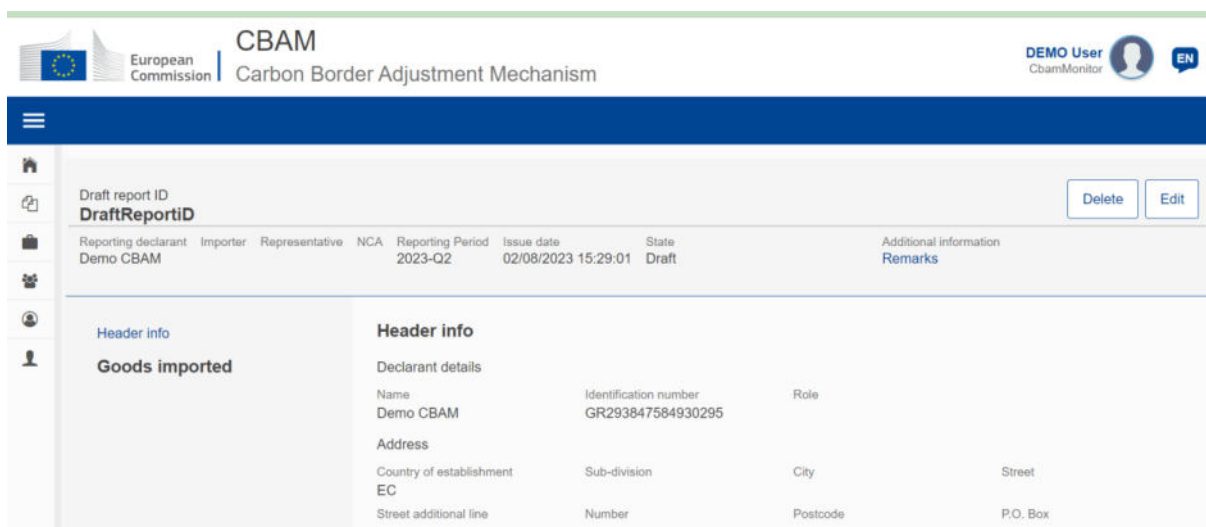 European
Commission
CBAM
Carbon Border Adjustment Mechanism
DEMO User
CbamMonitor
EN
Draft report ID
DraftReportiD
Delete
Edit
Reporting declarant Importer Representative NCA Reporting Period Issue date State Additional information
Demo CBAM 2023-Q2 02/08/2023 15:29:01 Draft Remarks
Header info
Goods imported
Header info
Declarant details
Name Identification number Role
Demo CBAM GR293847584930295
Address
Country of establishment Sub-division City Street
EC
Street additional line Number Postcode P.O. Box